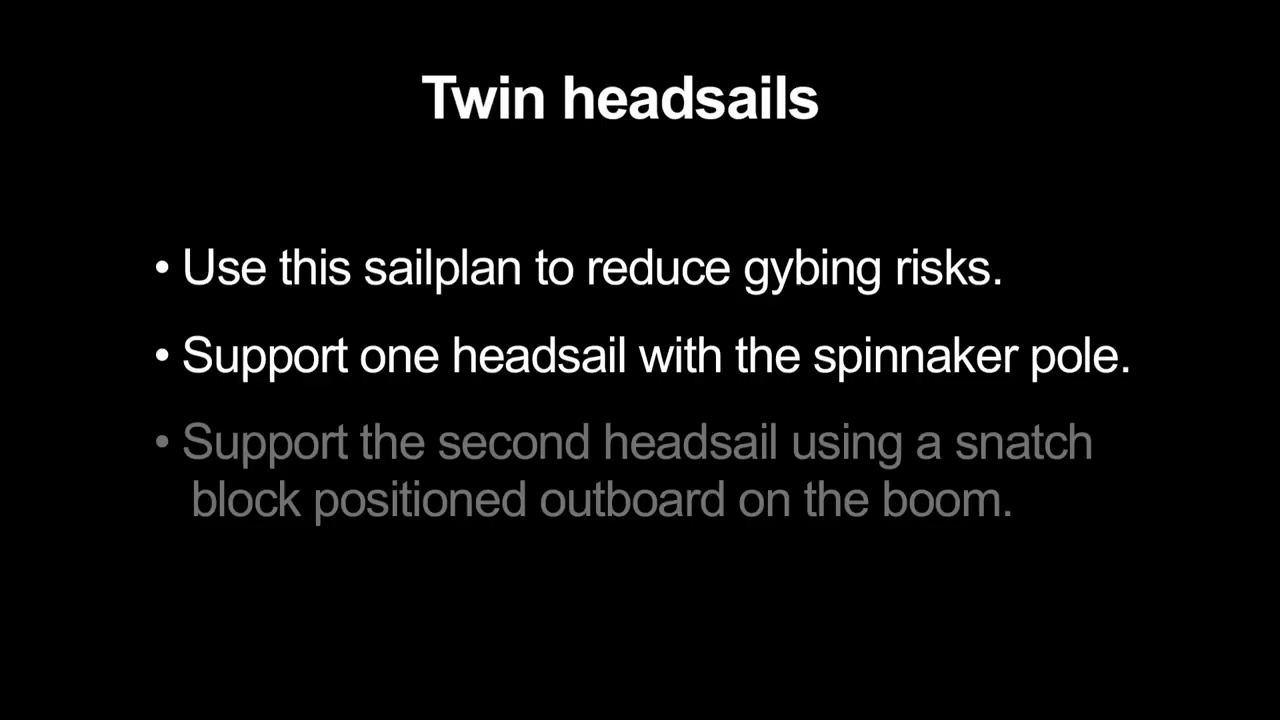 Twin headsails
• Use this sailplan to reduce gybing risks.
• Support one headsail with the spinnaker pole.
• Support the second headsail using a snatch
block positioned outboard on the boom.